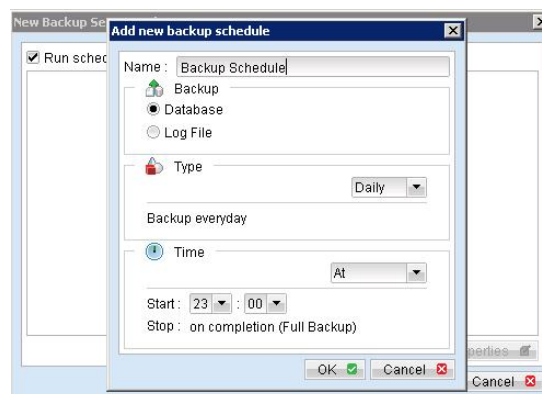 New Backup Se
Add new backup schedule
Run sched
Name : Backup Schedule
Backup
Database
Log File
Type
Daily
Backup everyday
Time
At
Start : 23 : 00
Stop : on completion (Full Backup)
perties
OK Cancel
Cancel